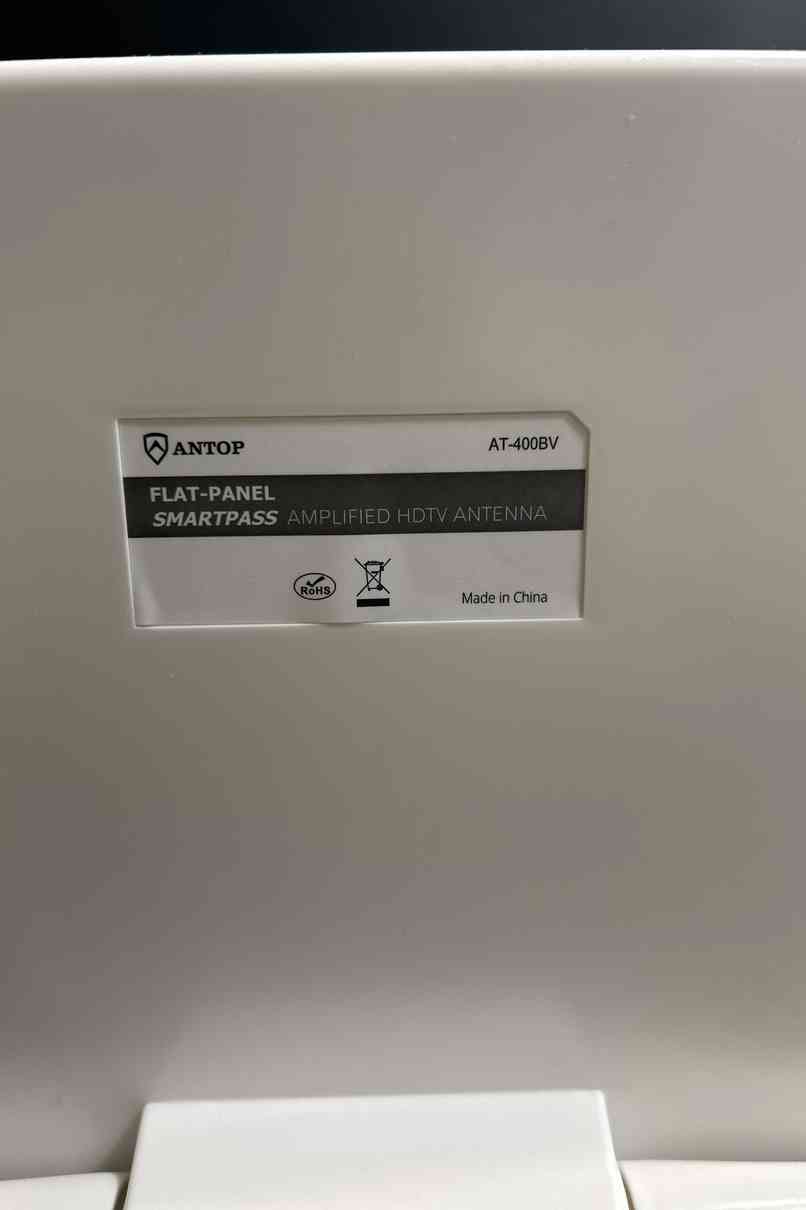 ANTOP
AT-400BV
FLAT-PANEL
SMARTPASS AMPLIFIED HDTV ANTENNA
RoHS
Made in China